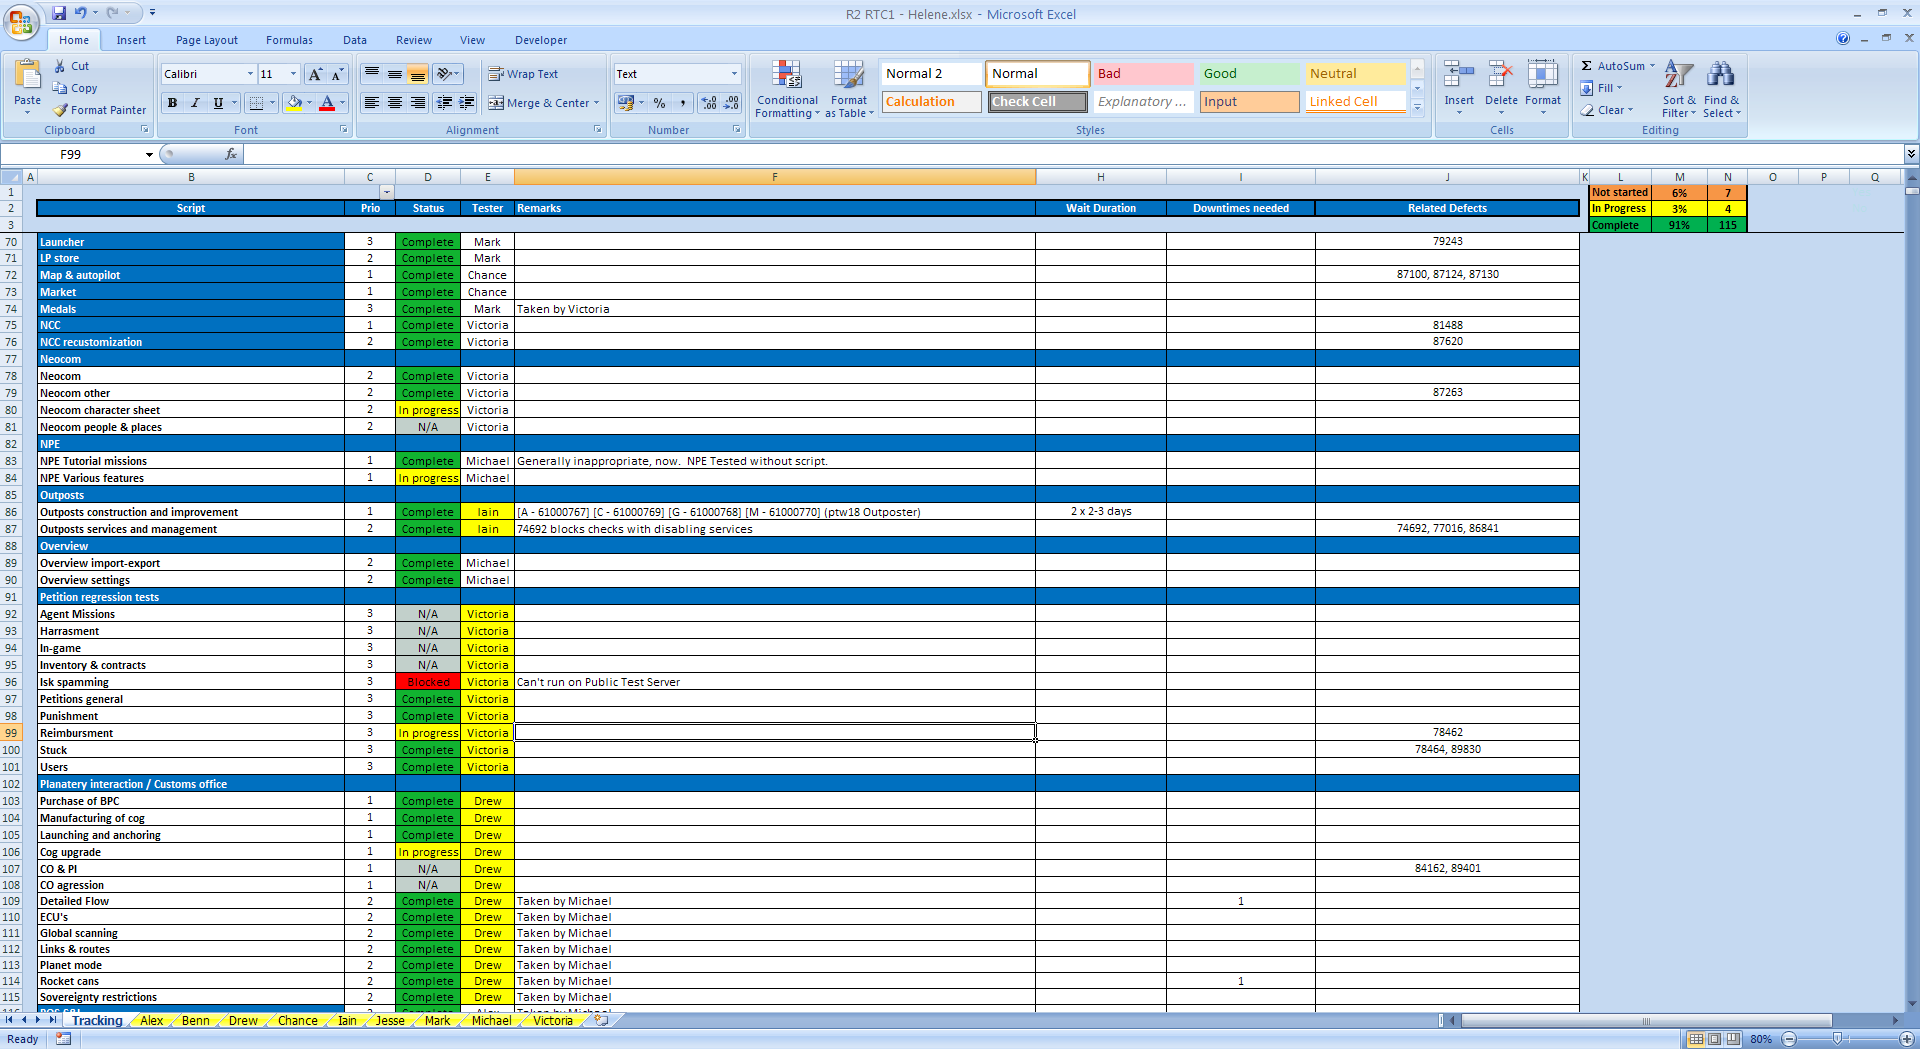 R2 RTC1 - Helene.xlsx - Microsoft Excel
Home Insert Page Layout Formulas Data Review View Developer
Paste Cut Copy Format Painter Clipboard
Calibri 11 A A B I U A Font
Wrap Text Merge & Center Alignment
Text % , Number
Conditional Formatting Format as Table
Normal 2 Normal Bad Good Neutral
Calculation Check Cell Explanatory ... Input Linked Cell
Styles
Insert Delete Format Cells
Σ AutoSum Fill Clear Sort & Filter Find & Select Editing
F99 fx
A B C D E F H I J K L M N O P Q
1 Not started 6% 7
2 Script Prio Status Tester Remarks Wait Duration Downtimes needed Related Defects In Progress 3% 4
3 Complete 91% 115
70 Launcher 3 Complete Mark 79243
71 LP store 2 Complete Mark
72 Map & autopilot 1 Complete Chance 87100, 87124, 87130
73 Market 1 Complete Chance
74 Medals 3 Complete Mark Taken by Victoria
75 NCC 1 Complete Victoria 81488
76 NCC recustomization 2 Complete Victoria 87620
77 Neocom
78 Neocom 2 Complete Victoria
79 Neocom other 2 Complete Victoria 87263
80 Neocom character sheet 2 In progress Victoria
81 Neocom people & places 2 N/A Victoria
82 NPE
83 NPE Tutorial missions 1 Complete Michael Generally inappropriate, now.  NPE Tested without script.
84 NPE Various features 1 In progress Michael
85 Outposts
86 Outposts construction and improvement 1 Complete Iain [A - 61000767] [C - 61000769] [G - 61000768] [M - 61000770] (ptw18 Outposter) 2 x 2-3 days
87 Outposts services and management 2 Complete Iain 74692 blocks checks with disabling services 74692, 77016, 86841
88 Overview
89 Overview import-export 2 Complete Michael
90 Overview settings 2 Complete Michael
91 Petition regression tests
92 Agent Missions 3 N/A Victoria
93 Harrasment 3 N/A Victoria
94 In-game 3 N/A Victoria
95 Inventory & contracts 3 N/A Victoria
96 Isk spamming 3 Blocked Victoria Can't run on Public Test Server
97 Petitions general 3 Complete Victoria
98 Punishment 3 Complete Victoria
99 Reimbursment 3 In progress Victoria 78462
100 Stuck 3 Complete Victoria 78464, 89830
101 Users 3 Complete Victoria
102 Planatery interaction / Customs office
103 Purchase of BPC 1 Complete Drew
104 Manufacturing of cog 1 Complete Drew
105 Launching and anchoring 1 Complete Drew
106 Cog upgrade 1 In progress Drew
107 CO & PI 1 N/A Drew 84162, 89401
108 CO agression 1 N/A Drew
109 Detailed Flow 2 Complete Drew Taken by Michael 1
110 ECU's 2 Complete Drew Taken by Michael
111 Global scanning 2 Complete Drew Taken by Michael
112 Links & routes 2 Complete Drew Taken by Michael
113 Planet mode 2 Complete Drew Taken by Michael
114 Rocket cans 2 Complete Drew Taken by Michael 1
115 Sovereignty restrictions 2 Complete Drew Taken by Michael
Tracking Alex Benn Drew Chance Iain Jesse Mark Michael Victoria
Ready 80%